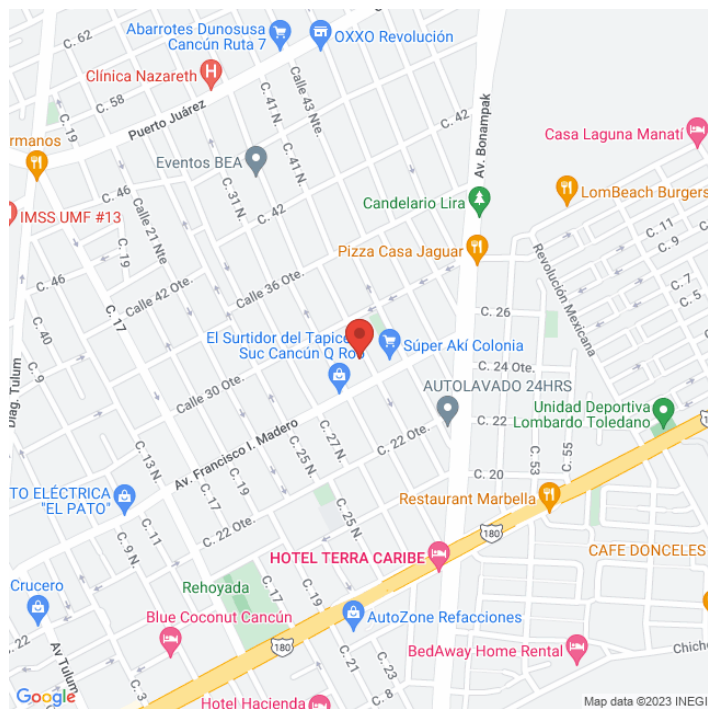 C. 62
Abarrotes Dunosusa
Cancún Ruta 7
OXXO Revolución
Clínica Nazareth
C. 58
Puerto Juárez
C. 19
C. 41 N.
Calle 43 Nte.
C. 42
Av. Bonampak
Casa Laguna Manatí
ermanos
Eventos BEA
C. 41 N.
C. 46
C. 31 N.
C. 42
Candelario Lira
LomBeach Burgers
IMSS UMF #13
Calle 21 Nte
C. 19
Pizza Casa Jaguar
C. 11
C. 9
C. 7
C. 5
Revolución Mexicana
C. 46
Calle 42 Ote.
Calle 36 Ote.
C. 17
C. 40
C. 9
C. 26
El Surtidor del Tapice
Suc Cancún Q Roo
Súper Akí Colonia
C. 24 Ote.
Diag. Tulum
Calle 30 Ote.
AUTOLAVADO 24HRS
Unidad Deportiva
Lombardo Toledano
C. 22
C. 22 Ote.
Av. Francisco I. Madero
C. 27 N.
C. 25 N.
C. 13 N.
C. 19
C. 17
C. 20
C. 53
C. 55
TO ELÉCTRICA
"EL PATO"
C. 11
C. 9 N.
C. 22 Ote.
C. 25 N.
Restaurant Marbella
180
HOTEL TERRA CARIBE
CAFE DONCELES
Crucero
Rehoyada
C. 17
C. 19
Blue Coconut Cancún
AutoZone Refacciones
C. 22
Av Tulum
180
C. 21
C. 23
BedAway Home Rental
Chich
C. 3
C. 8
Hotel Hacienda
Google
Map data ©2023 INEGI